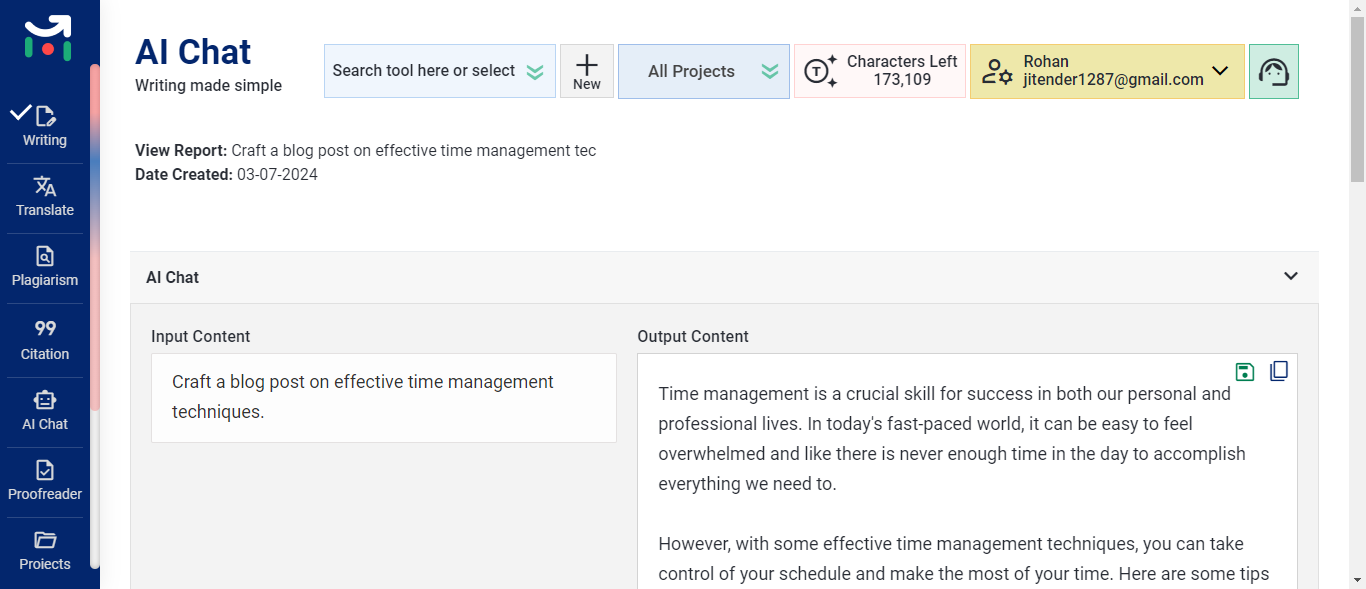 AI Chat
Writing made simple
Search tool here or select
New
All Projects
T
Characters Left
173,109
Rohan
jitender1287@gmail.com
Writing
Translate
Plagiarism
Citation
AI Chat
Proofreader
Projects
View Report: Craft a blog post on effective time management tec
Date Created: 03-07-2024
AI Chat
Input Content
Craft a blog post on effective time management
techniques.
Output Content
Time management is a crucial skill for success in both our personal and
professional lives. In today's fast-paced world, it can be easy to feel
overwhelmed and like there is never enough time in the day to accomplish
everything we need to.
However, with some effective time management techniques, you can take
control of your schedule and make the most of your time. Here are some tips